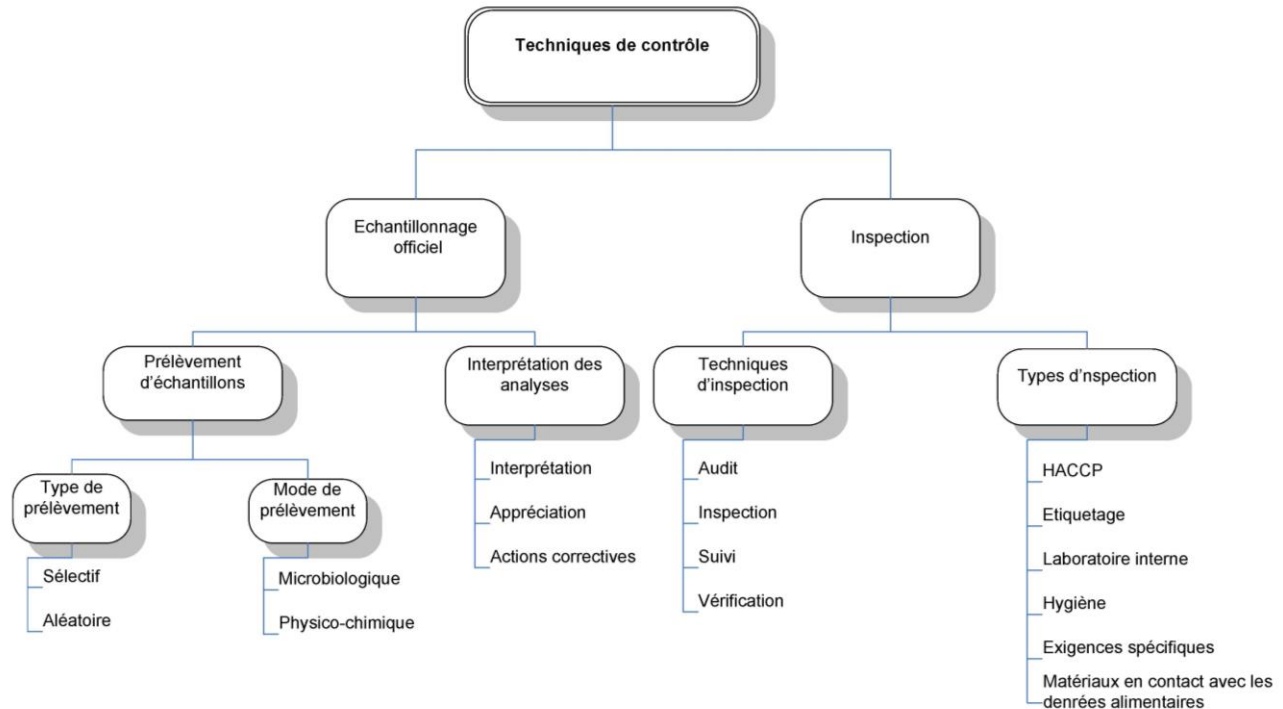 Techniques de contrôle
Echantillonnage
officiel
Inspection
Prélèvement
d'échantillons
Interprétation des
analyses
Techniques
d'inspection
Types d'nspection
Type de
prélèvement
Mode de
prélèvement
Sélectif
Aléatoire
Microbiologique
Physico-chimique
Interprétation
Appréciation
Actions correctives
Audit
Inspection
Suivi
Vérification
HACCP
Etiquetage
Laboratoire interne
Hygiène
Exigences spécifiques
Matériaux en contact avec les
denrées alimentaires